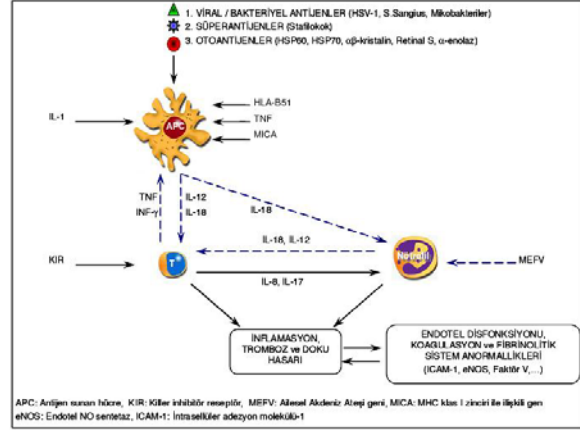 1. VİRAL / BAKTERİYEL ANTİJENLER (HSV-1, S.Sangius, Mikobakteriler)
2. SÜPERANTİJENLER (Stafilokok)
3. OTOANTİJENLER (HSP60, HSP70, αβ-kristalin, Retinal S, α-enolaz)
HLA-B51
IL-1
TNF
APC
MICA
TNF
INF-γ
IL-12
IL-18
IL-18
IL-18, IL-12
KIR
T
Nötrofil
MEFV
IL-8, IL-17
İNFLAMASYON,
TROMBOZ ve DOKU
HASARI
ENDOTEL DİSFONKSİYONU,
KOAGULASYON ve FİBRİNOLİTİK
SİSTEM ANORMALLİKLERİ
(ICAM-1, eNOS, Faktör V,...)
APC: Antijen sunan hücre, KIR: Killer inhibitör reseptör, MEFV: Ailesel Akdeniz Ateşi geni, MICA: MHC klas I zinciri ile ilişkili gen
eNOS: Endotel NO sentetaz, ICAM-1: İntrasellüler adezyon molekülü-1